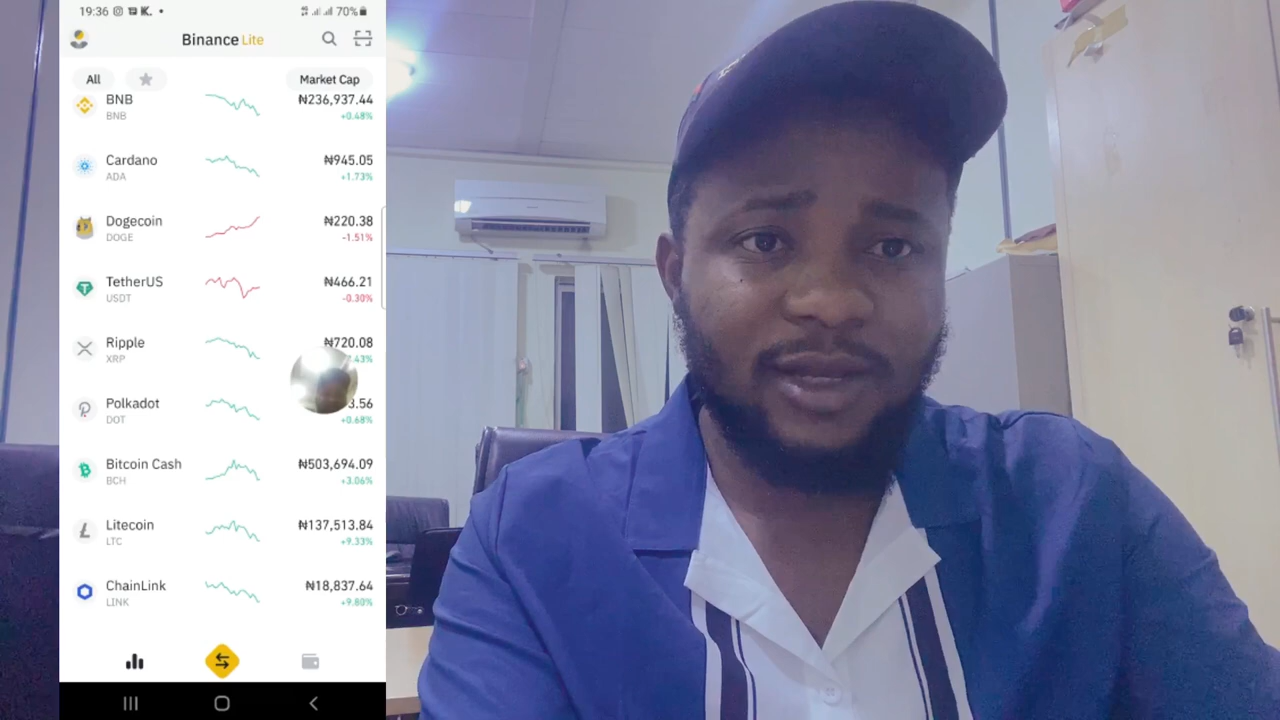 19:36 K. • 70%
Binance Lite
All Market Cap
BNB ₦236,937.44
BNB +0.48%
Cardano ₦945.05
ADA +1.73%
Dogecoin ₦220.38
DOGE -1.51%
TetherUS ₦466.21
USDT -0.30%
Ripple ₦720.08
XRP .43%
Polkadot 3.56
DOT +0.68%
Bitcoin Cash ₦503,694.09
BCH +3.06%
Litecoin ₦137,513.84
LTC +9.33%
ChainLink ₦18,837.64
LINK +9.80%